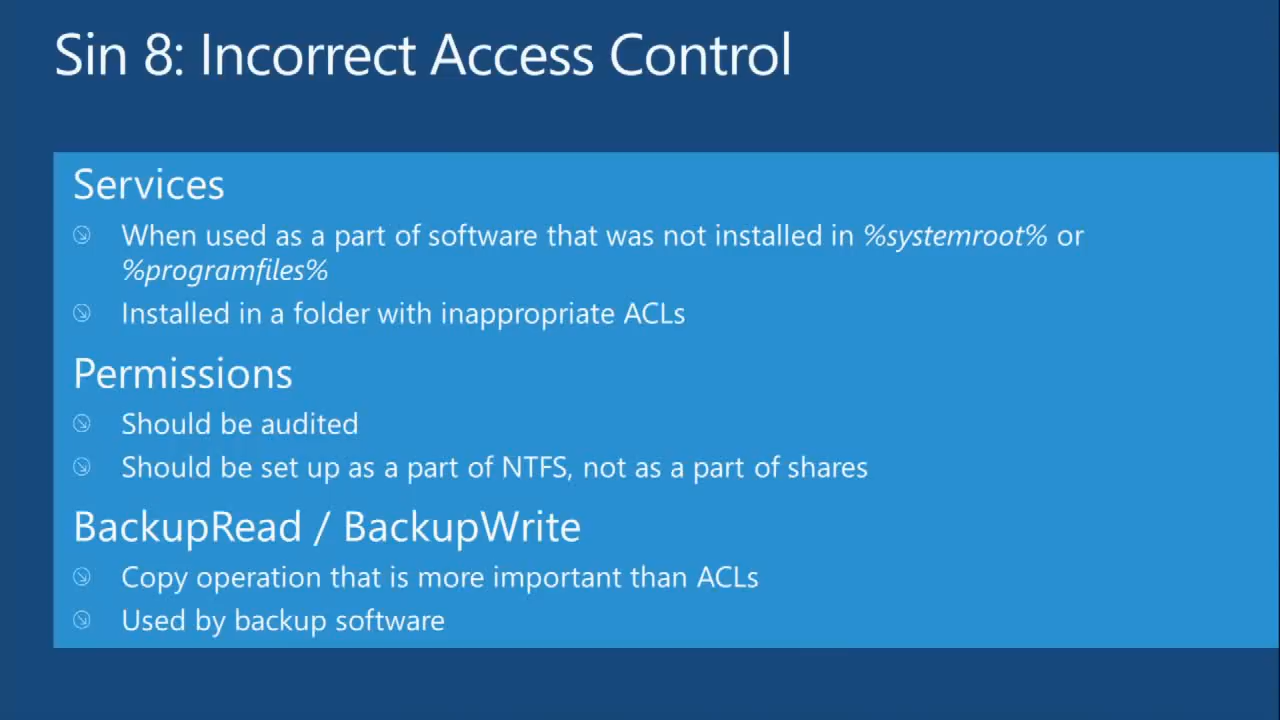 Sin 8: Incorrect Access Control
Services
When used as a part of software that was not installed in %systemroot% or
%programfiles%
Installed in a folder with inappropriate ACLs
Permissions
Should be audited
Should be set up as a part of NTFS, not as a part of shares
BackupRead / BackupWrite
Copy operation that is more important than ACLs
Used by backup software